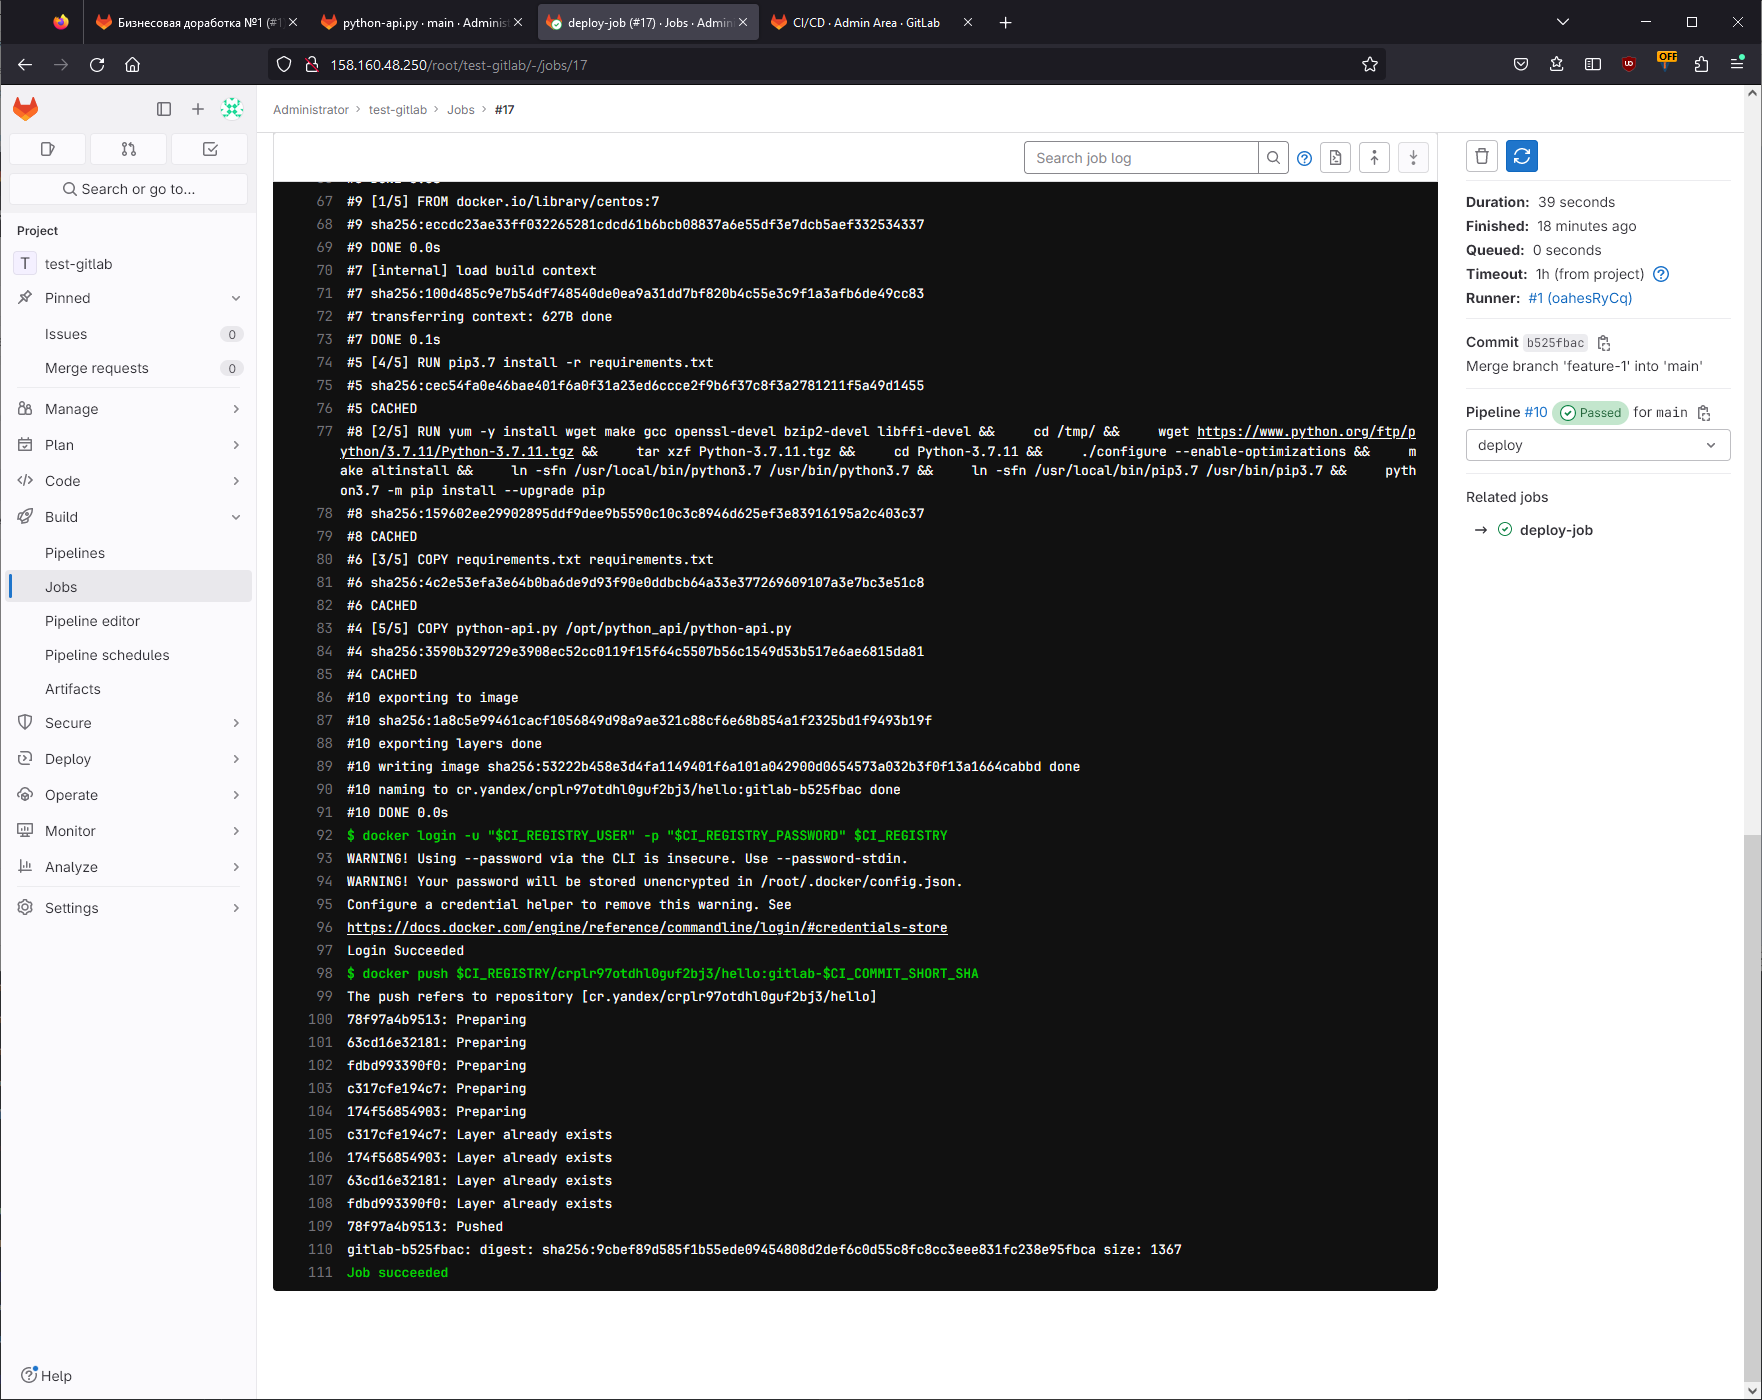 Бизнесовая доработка №1 (#1
python-api.py · main · Administ
deploy-job (#17) · Jobs · Admin
CI/CD · Admin Area · GitLab
158.160.48.250/root/test-gitlab/-/jobs/17
OFF
Administrator > test-gitlab > Jobs > #17
Search or go to...
Project
T test-gitlab
Pinned
Issues 0
Merge requests 0
Manage
Plan
Code
Build
Pipelines
Jobs
Pipeline editor
Pipeline schedules
Artifacts
Secure
Deploy
Operate
Monitor
Analyze
Settings
Help
Search job log
67 #9 [1/5] FROM docker.io/library/centos:7
68 #9 sha256:eccdc23ae33ff032265281cdcd61b6bcb08837a6e55df3e7dcb5aef332534337
69 #9 DONE 0.0s
70 #7 [internal] load build context
71 #7 sha256:100d485c9e7b54df748540de0ea9a31dd7bf820b4c55e3c9f1a3afb6de49cc83
72 #7 transferring context: 627B done
73 #7 DONE 0.1s
74 #5 [4/5] RUN pip3.7 install -r requirements.txt
75 #5 sha256:cec54fa0e46bae401f6a0f31a23ed6ccce2f9b6f37c8f3a2781211f5a49d1455
76 #5 CACHED
77 #8 [2/5] RUN yum -y install wget make gcc openssl-devel bzip2-devel libffi-devel && cd /tmp/ && wget https://www.python.org/ftp/p
ython/3.7.11/Python-3.7.11.tgz && tar xzf Python-3.7.11.tgz && cd Python-3.7.11 && ./configure --enable-optimizations && m
ake altinstall && ln -sfn /usr/local/bin/python3.7 /usr/bin/python3.7 && ln -sfn /usr/local/bin/pip3.7 /usr/bin/pip3.7 && pyth
on3.7 -m pip install --upgrade pip
78 #8 sha256:159602ee29902895ddf9dee9b5590c10c3c8946d625ef3e83916195a2c403c37
79 #8 CACHED
80 #6 [3/5] COPY requirements.txt requirements.txt
81 #6 sha256:4c2e53efa3e64b0ba6de9d93f90e0ddbcb64a33e377269609107a3e7bc3e51c8
82 #6 CACHED
83 #4 [5/5] COPY python-api.py /opt/python_api/python-api.py
84 #4 sha256:3590b329729e3908ec52cc0119f15f64c5507b56c1549d53b517e6ae6815da81
85 #4 CACHED
86 #10 exporting to image
87 #10 sha256:1a8c5e99461cacf1056849d98a9ae321c88cf6e68b854a1f2325bd1f9493b19f
88 #10 exporting layers done
89 #10 writing image sha256:53222b458e3d4fa1149401f6a101a042900d0654573a032b3f0f13a1664cabbd done
90 #10 naming to cr.yandex/crplr97otdhl0guf2bj3/hello:gitlab-b525fbac done
91 #10 DONE 0.0s
92 $ docker login -u "$CI_REGISTRY_USER" -p "$CI_REGISTRY_PASSWORD" $CI_REGISTRY
93 WARNING! Using --password via the CLI is insecure. Use --password-stdin.
94 WARNING! Your password will be stored unencrypted in /root/.docker/config.json.
95 Configure a credential helper to remove this warning. See
96 https://docs.docker.com/engine/reference/commandline/login/#credentials-store
97 Login Succeeded
98 $ docker push $CI_REGISTRY/crplr97otdhl0guf2bj3/hello:gitlab-$CI_COMMIT_SHORT_SHA
99 The push refers to repository [cr.yandex/crplr97otdhl0guf2bj3/hello]
100 78f97a4b9513: Preparing
101 63cd16e32181: Preparing
102 fdbd993390f0: Preparing
103 c317cfe194c7: Preparing
104 174f56854903: Preparing
105 c317cfe194c7: Layer already exists
106 174f56854903: Layer already exists
107 63cd16e32181: Layer already exists
108 fdbd993390f0: Layer already exists
109 78f97a4b9513: Pushed
110 gitlab-b525fbac: digest: sha256:9cbef89d585f1b55ede09454808d2def6c0d55c8fc8cc3eee831fc238e95fbca size: 1367
111 Job succeeded
Duration: 39 seconds
Finished: 18 minutes ago
Queued: 0 seconds
Timeout: 1h (from project)
Runner: #1 (oahesRyCq)
Commit b525fbac
Merge branch 'feature-1' into 'main'
Pipeline #10 Passed for main
deploy
Related jobs
→ deploy-job